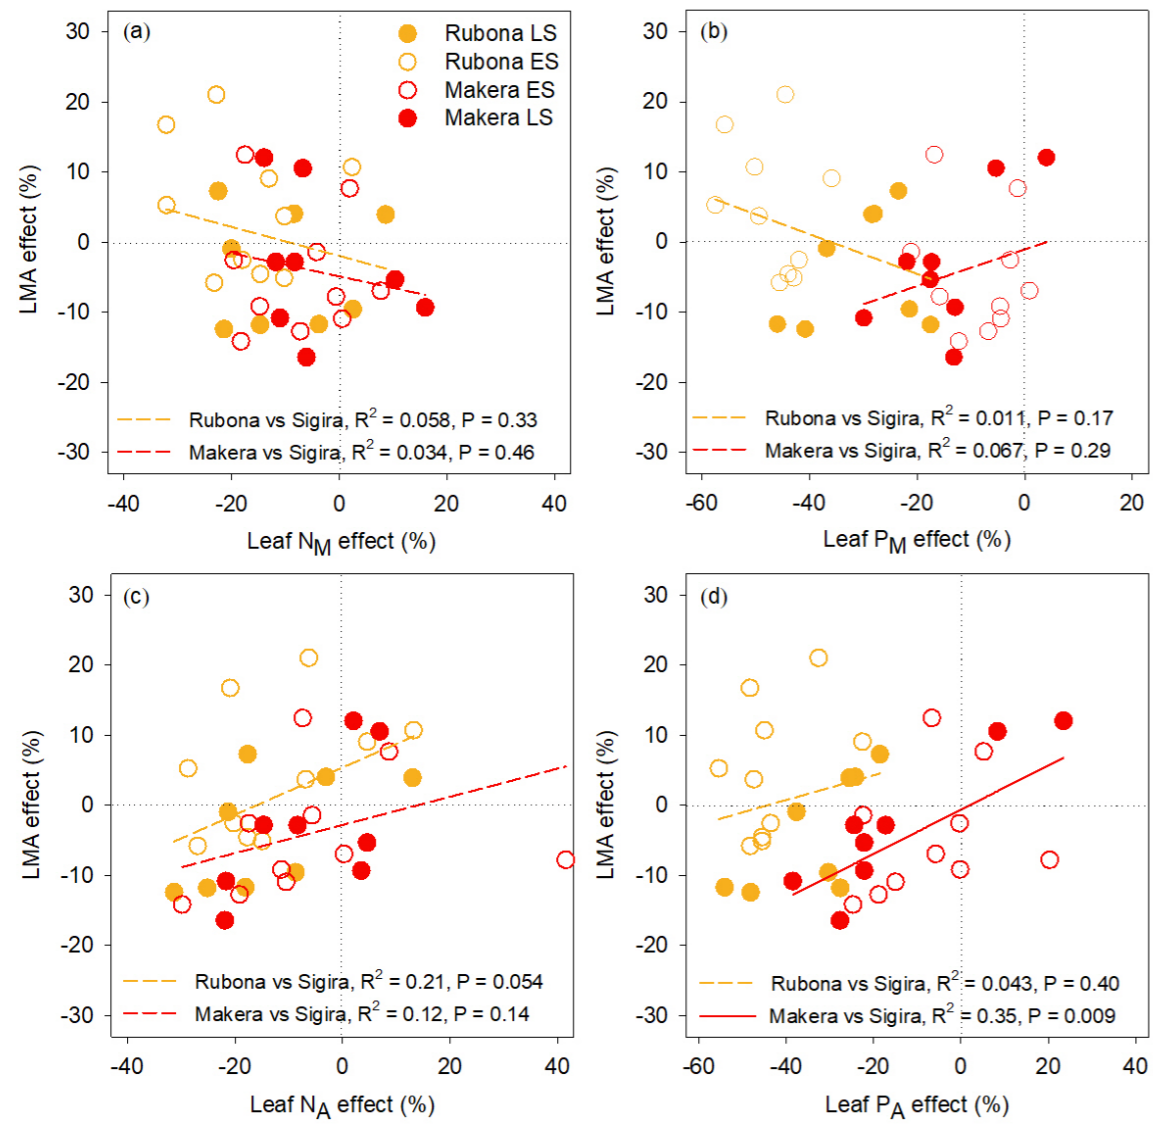 (a)
Rubona LS
Rubona ES
Makera ES
Makera LS
30
20
10
0
-10
-20
-30
LMA effect (%)
Rubona vs Sigira, R2 = 0.058, P = 0.33
Makera vs Sigira, R2 = 0.034, P = 0.46
-40 -20 0 20 40
Leaf NM effect (%)
(b)
30
20
10
0
-10
-20
-30
LMA effect (%)
Rubona vs Sigira, R2 = 0.011, P = 0.17
Makera vs Sigira, R2 = 0.067, P = 0.29
-60 -40 -20 0 20
Leaf PM effect (%)
(c)
30
20
10
0
-10
-20
-30
LMA effect (%)
Rubona vs Sigira, R2 = 0.21, P = 0.054
Makera vs Sigira, R2 = 0.12, P = 0.14
-40 -20 0 20 40
Leaf NA effect (%)
(d)
30
20
10
0
-10
-20
-30
LMA effect (%)
Rubona vs Sigira, R2 = 0.043, P = 0.40
Makera vs Sigira, R2 = 0.35, P = 0.009
-60 -40 -20 0 20 40
Leaf PA effect (%)